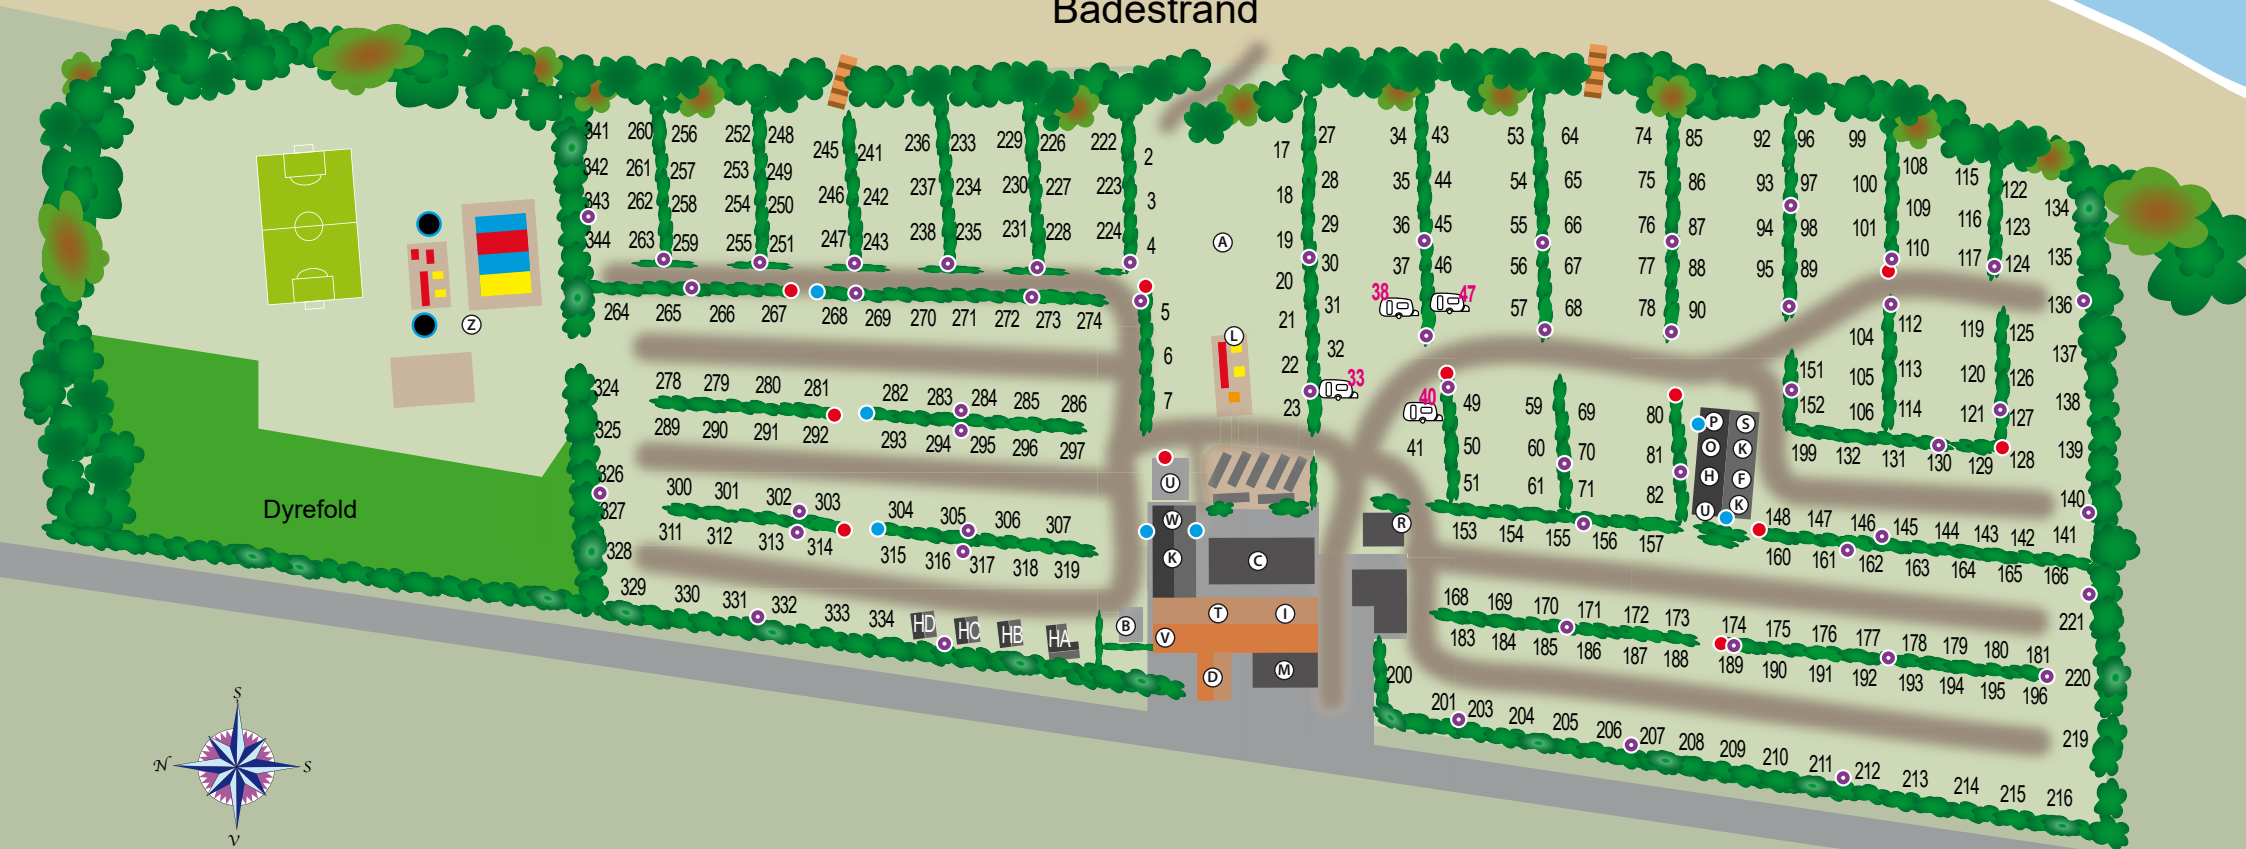 Badestrand
341 260 256 252 248 245 241 236 233 229 226 222 2 17 27 34 43 53 64 74 85 92 96 99 108 115 122 134
342 261 257 253 249 246 242 237 234 230 227 223 3 18 28 35 44 54 65 75 86 93 97 100 109 116 123 135
343 262 258 254 250 247 243 238 235 231 228 224 4 A 19 29 36 45 55 66 76 87 94 98 101 110 117 124 136
344 263 259 255 251 20 30 37 46 56 67 77 88 95 89
264 265 266 267 268 269 270 271 272 273 274 5 21 31 38 47 57 68 78 90 104 112 119 125 137
Z 6 L 22 32 33 105 113 120 126 138
324 278 279 280 281 282 283 284 285 286 7 23 40 49 59 69 80 P S 151 152 106 114 121 127 139
325 289 290 291 292 293 294 295 296 297 41 50 60 70 81 O K 199 132 131 130 129 128
326 U 51 61 71 82 H F 140
327 300 301 302 303 304 305 306 307 W R U K 148 147 146 145 144 143 142 141
Dyrefold
328 311 312 313 314 315 316 317 318 319 K C 153 154 155 156 157 160 161 162 163 164 165 166
329 330 331 332 333 334 HD HC HB HA B T I V 168 169 170 171 172 173 174 175 176 177 178 179 180 181 221
D M 183 184 185 186 187 188 189 190 191 192 193 194 195 196 220
200 201 203 204 205 206 207 208 209 210 211 212 213 214 215 216 219
S
N S
V